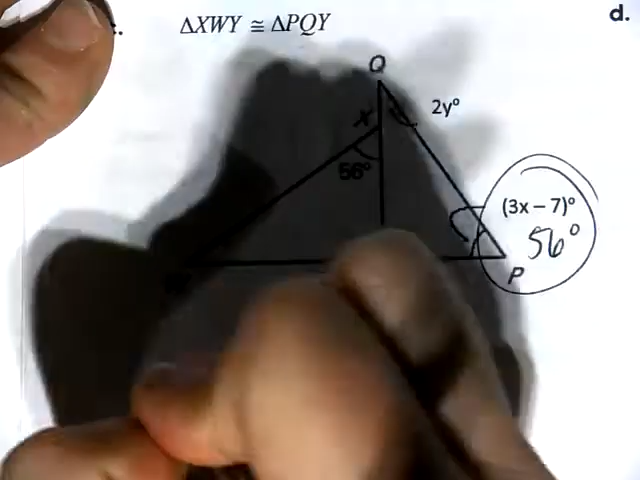 d.
ΔXWY ≅ ΔPQY
Q
2y°
X
56°
(3x – 7)°
56°
P